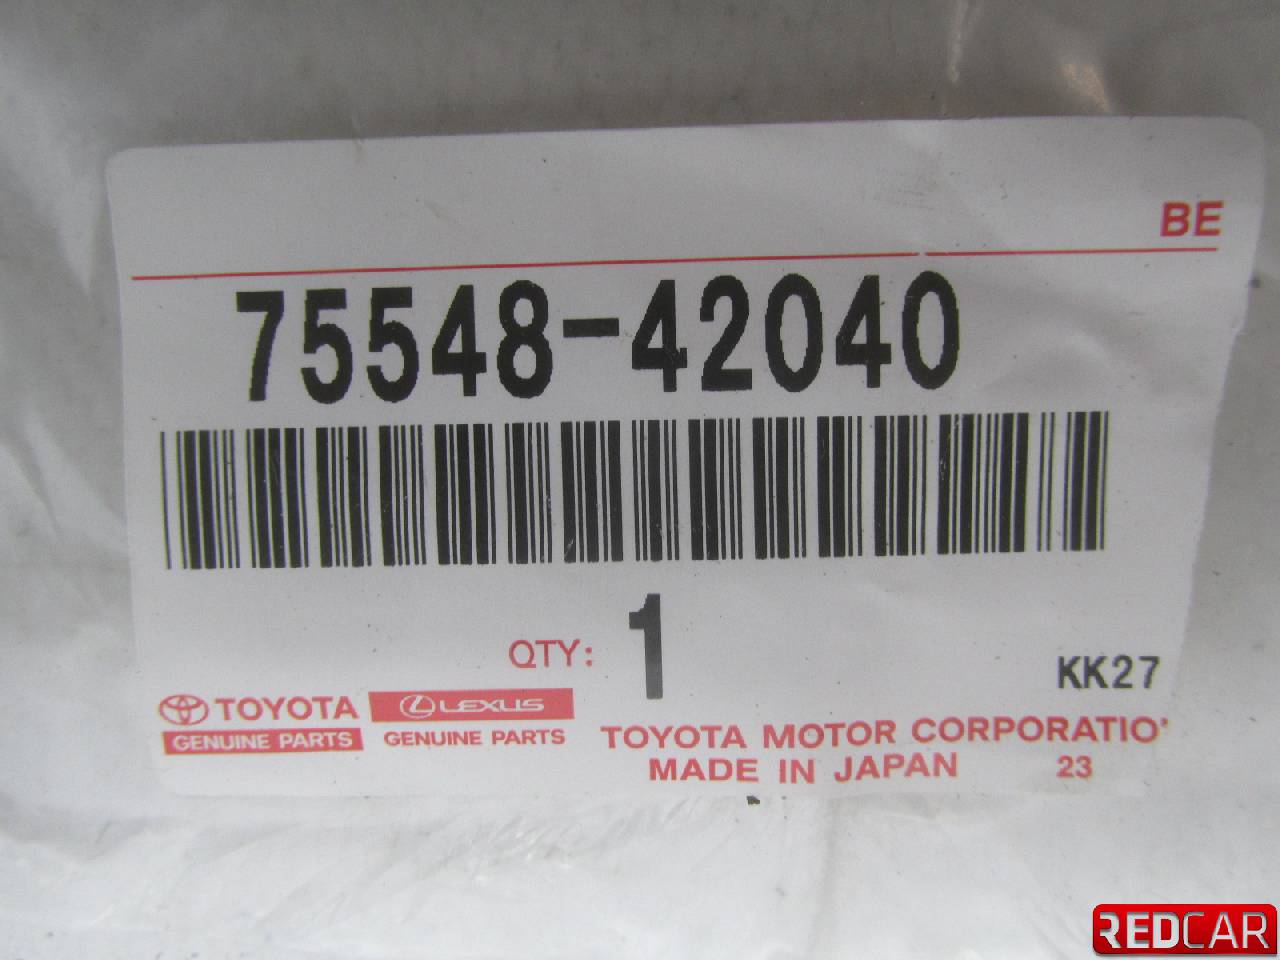 BE
75548-42040
QTY: 1
KK27
TOYOTA LEXUS
GENUINE PARTS GENUINE PARTS
TOYOTA MOTOR CORPORATIO
MADE IN JAPAN 23
REDCAR